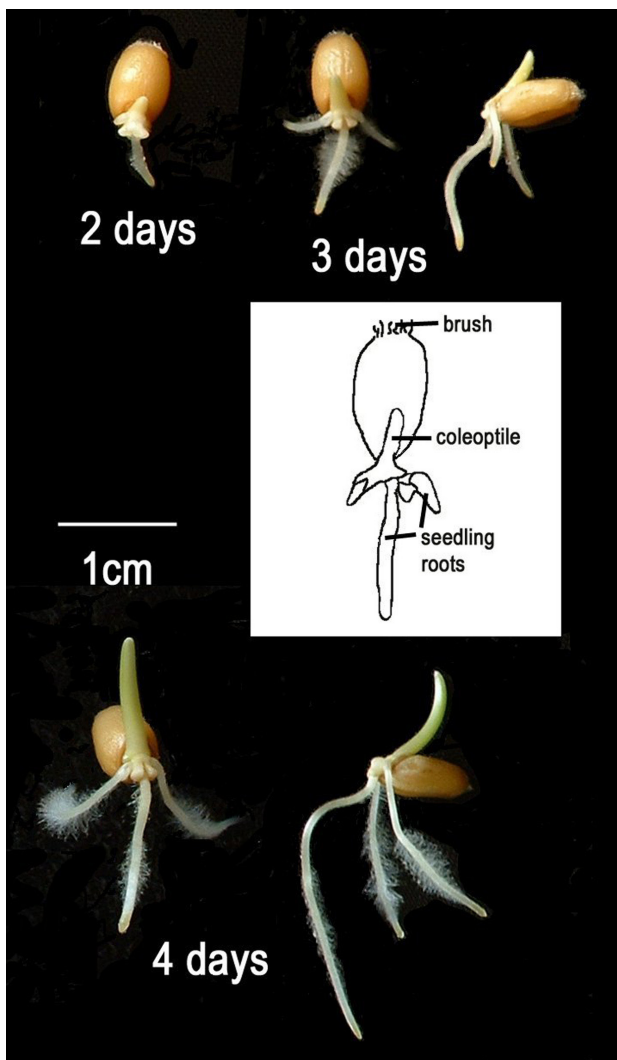 2 days
3 days
brush
coleoptile
seedling
roots
1cm
4 days